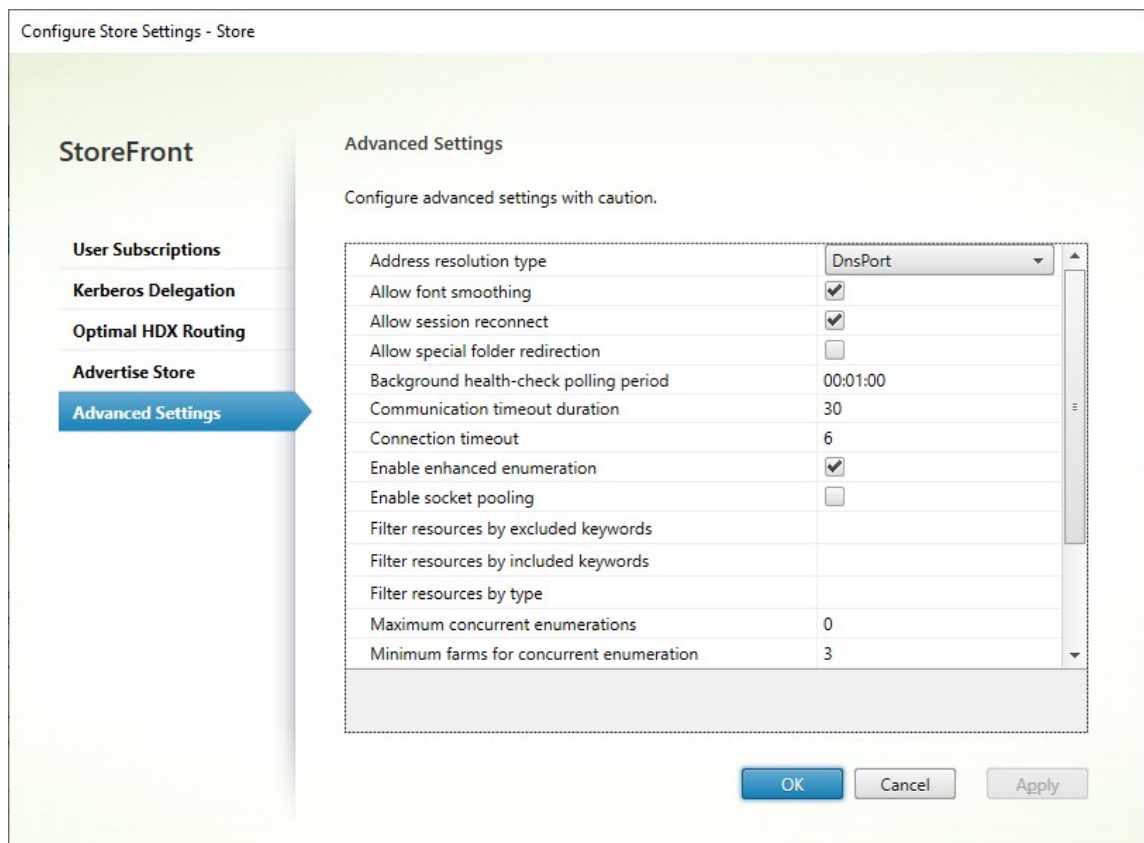 Configure Store Settings - Store
StoreFront
User Subscriptions
Kerberos Delegation
Optimal HDX Routing
Advertise Store
Advanced Settings
Advanced Settings
Configure advanced settings with caution.
Address resolution type DnsPort
Allow font smoothing
Allow session reconnect
Allow special folder redirection
Background health-check polling period 00:01:00
Communication timeout duration 30
Connection timeout 6
Enable enhanced enumeration
Enable socket pooling
Filter resources by excluded keywords
Filter resources by included keywords
Filter resources by type
Maximum concurrent enumerations 0
Minimum farms for concurrent enumeration 3
OK Cancel Apply